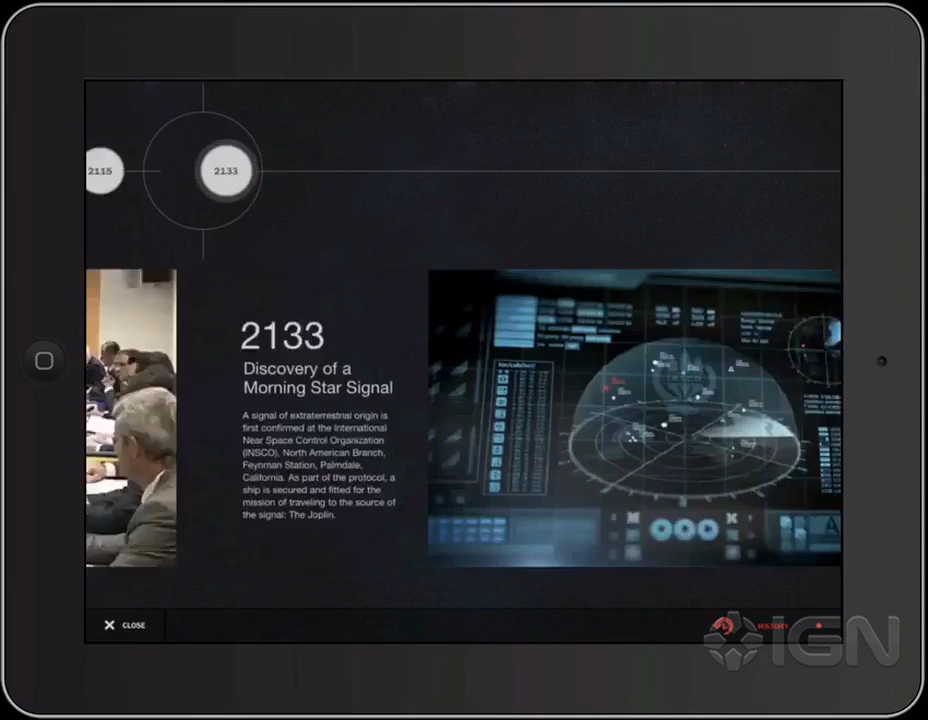 2115
2133
2133
Discovery of a
Morning Star Signal
A signal of extraterrestrial origin is
first confirmed at the International
Near Space Control Organization
(INSCO), North American Branch,
Feynman Station, Palmdale,
California. As part of the protocol, a
ship is secured and fitted for the
mission of traveling to the source of
the signal: The Joplin.
CLOSE
HISTORY
IGN